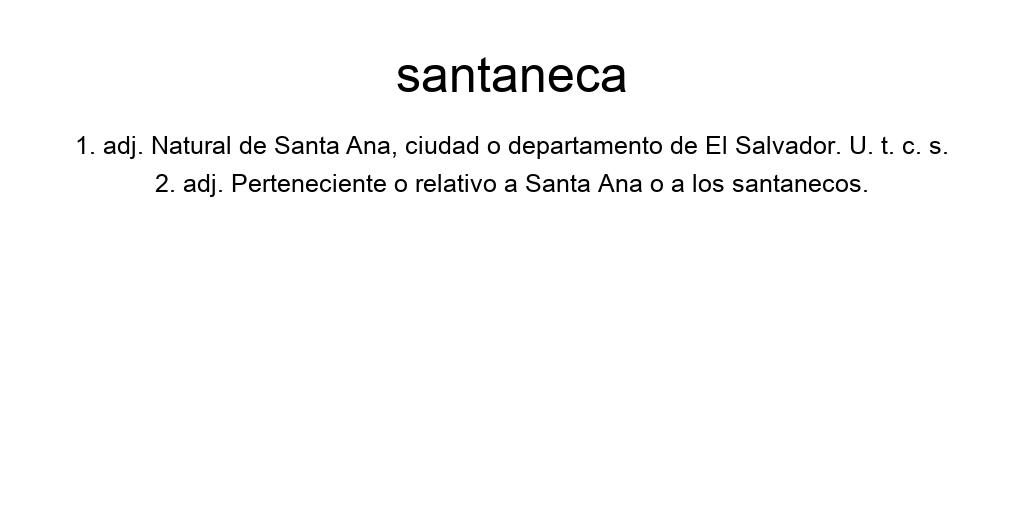 santaneca
1. adj. Natural de Santa Ana, ciudad o departamento de El Salvador. U. t. c. s.
2. adj. Perteneciente o relativo a Santa Ana o a los santanecos.